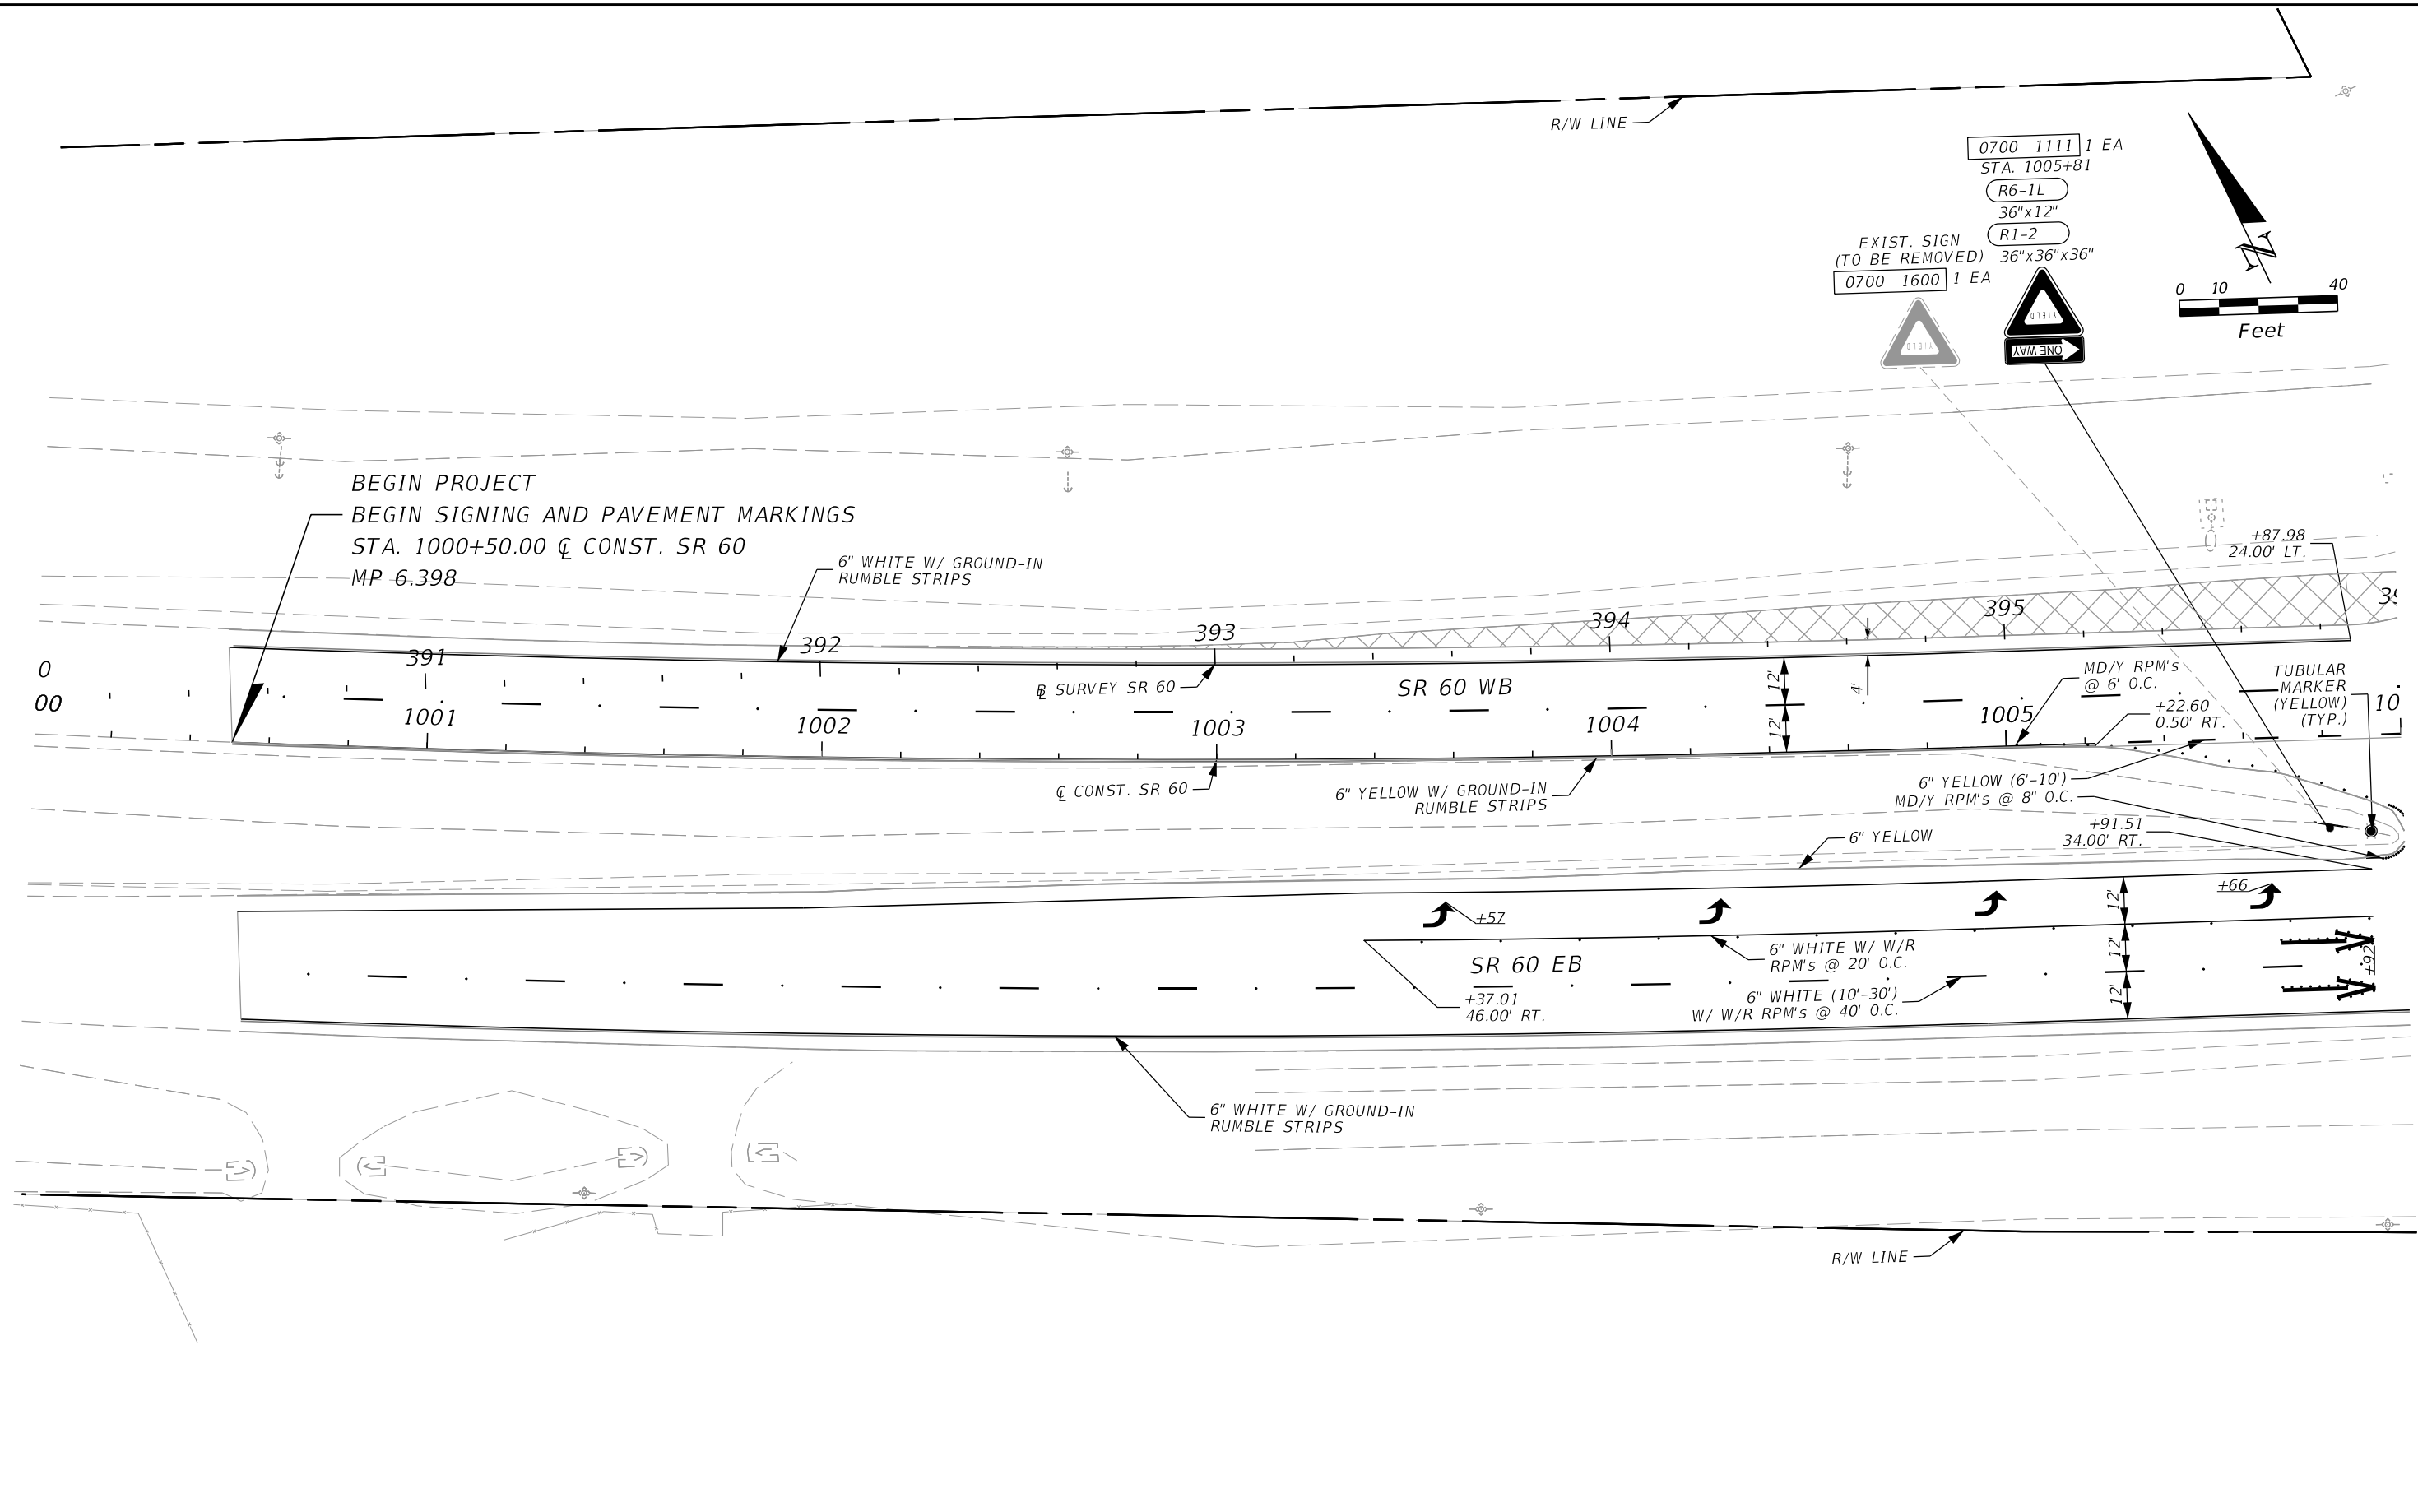 R/W LINE
0700 1111 1 EA
STA. 1005+81
R6-1L
36"x12"
R1-2
36"x36"x36"
EXIST. SIGN
(TO BE REMOVED)
0700 1600 1 EA
YIELD
YIELD
ONE WAY
N
0 10 40
Feet
BEGIN PROJECT
BEGIN SIGNING AND PAVEMENT MARKINGS
STA. 1000+50.00 ℄ CONST. SR 60
MP 6.398
6" WHITE W/ GROUND-IN
RUMBLE STRIPS
+87.98
24.00' LT.
391
392
393
394
395
39
0
00
1001
1002
1003
1004
1005
10
B SURVEY SR 60
SR 60 WB
12'
12'
4'
MD/Y RPM's
@ 6' O.C.
+22.60
0.50' RT.
TUBULAR
MARKER
(YELLOW)
(TYP.)
℄ CONST. SR 60
6" YELLOW W/ GROUND-IN
RUMBLE STRIPS
6" YELLOW (6'-10')
MD/Y RPM's @ 8" O.C.
+91.51
34.00' RT.
6" YELLOW
+57
+66
12'
12'
12'
+92
6" WHITE W/ W/R
RPM's @ 20' O.C.
SR 60 EB
+37.01
46.00' RT.
6" WHITE (10'-30')
W/ W/R RPM's @ 40' O.C.
6" WHITE W/ GROUND-IN
RUMBLE STRIPS
R/W LINE